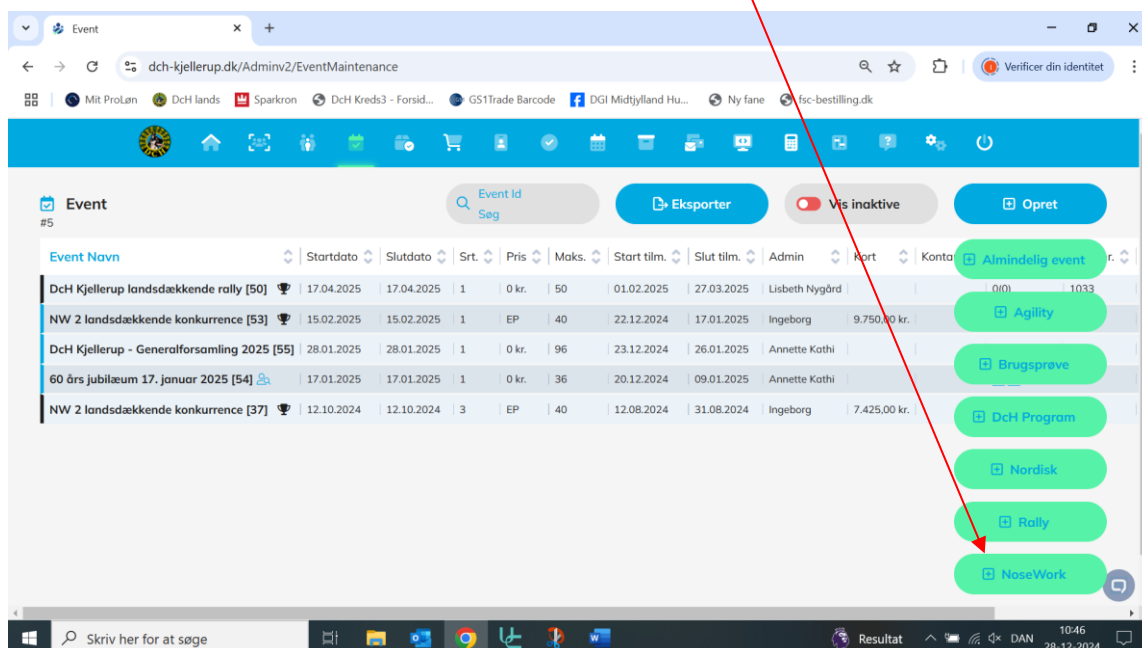 Event
dch-kjellerup.dk/Adminv2/EventMaintenance
Verificer din identitet
Mit ProLøn DcH lands Sparkron DcH Kreds3 - Forsid... GS1Trade Barcode DGI Midtjylland Hu... Ny fane fsc-bestilling.dk
Event
#5
Event Id
Søg
Eksporter
Vis inaktive
Opret
Event Navn Startdato Slutdato Srt. Pris Maks. Start tilm. Slut tilm. Admin Kort Konta r.
DcH Kjellerup landsdækkende rally [50] 17.04.2025 17.04.2025 1 0 kr. 50 01.02.2025 27.03.2025 Lisbeth Nygård 0(0) 1033
NW 2 landsdækkende konkurrence [53] 15.02.2025 15.02.2025 1 EP 40 22.12.2024 17.01.2025 Ingeborg 9.750,00 kr.
DcH Kjellerup - Generalforsamling 2025 [55] 28.01.2025 28.01.2025 1 0 kr. 96 23.12.2024 26.01.2025 Annette Kathi
60 års jubilæum 17. januar 2025 [54] 17.01.2025 17.01.2025 1 0 kr. 36 20.12.2024 09.01.2025 Annette Kathi
NW 2 landsdækkende konkurrence [37] 12.10.2024 12.10.2024 3 EP 40 12.08.2024 31.08.2024 Ingeborg 7.425,00 kr.
Almindelig event
Agility
Brugsprøve
DcH Program
Nordisk
Rally
NoseWork
Skriv her for at søge
Resultat
DAN
10:46
28-12-2024